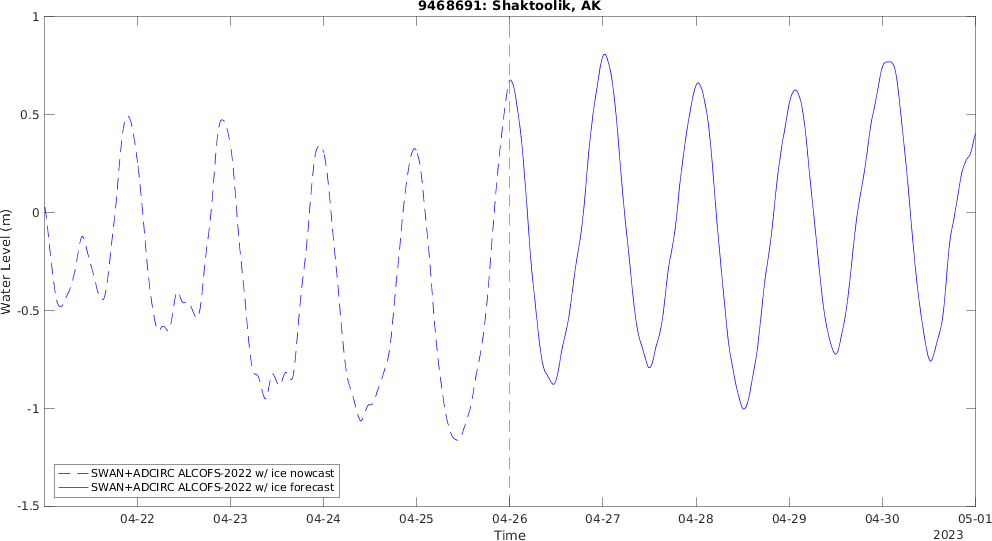 9468691: Shaktoolik, AK
1
0.5
0
-0.5
-1
-1.5
Water Level (m)
SWAN+ADCIRC ALCOFS-2022 w/ ice nowcast
SWAN+ADCIRC ALCOFS-2022 w/ ice forecast
04-22 04-23 04-24 04-25 04-26 04-27 04-28 04-29 04-30 05-01
Time
2023